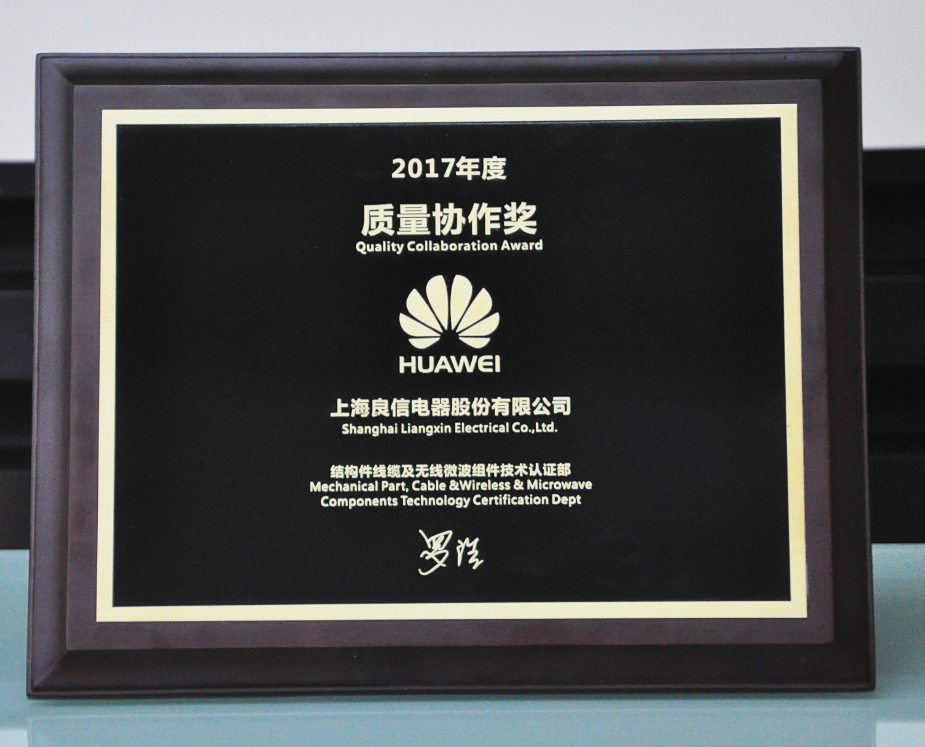 2017年度
质量协作奖
Quality Collaboration Award
HUAWEI
上海良信电器股份有限公司
Shanghai Liangxin Electrical Co.,Ltd.
结构件线缆及无线微波组件技术认证部
Mechanical Part, Cable &Wireless & Microwave
Components Technology Certification Dept